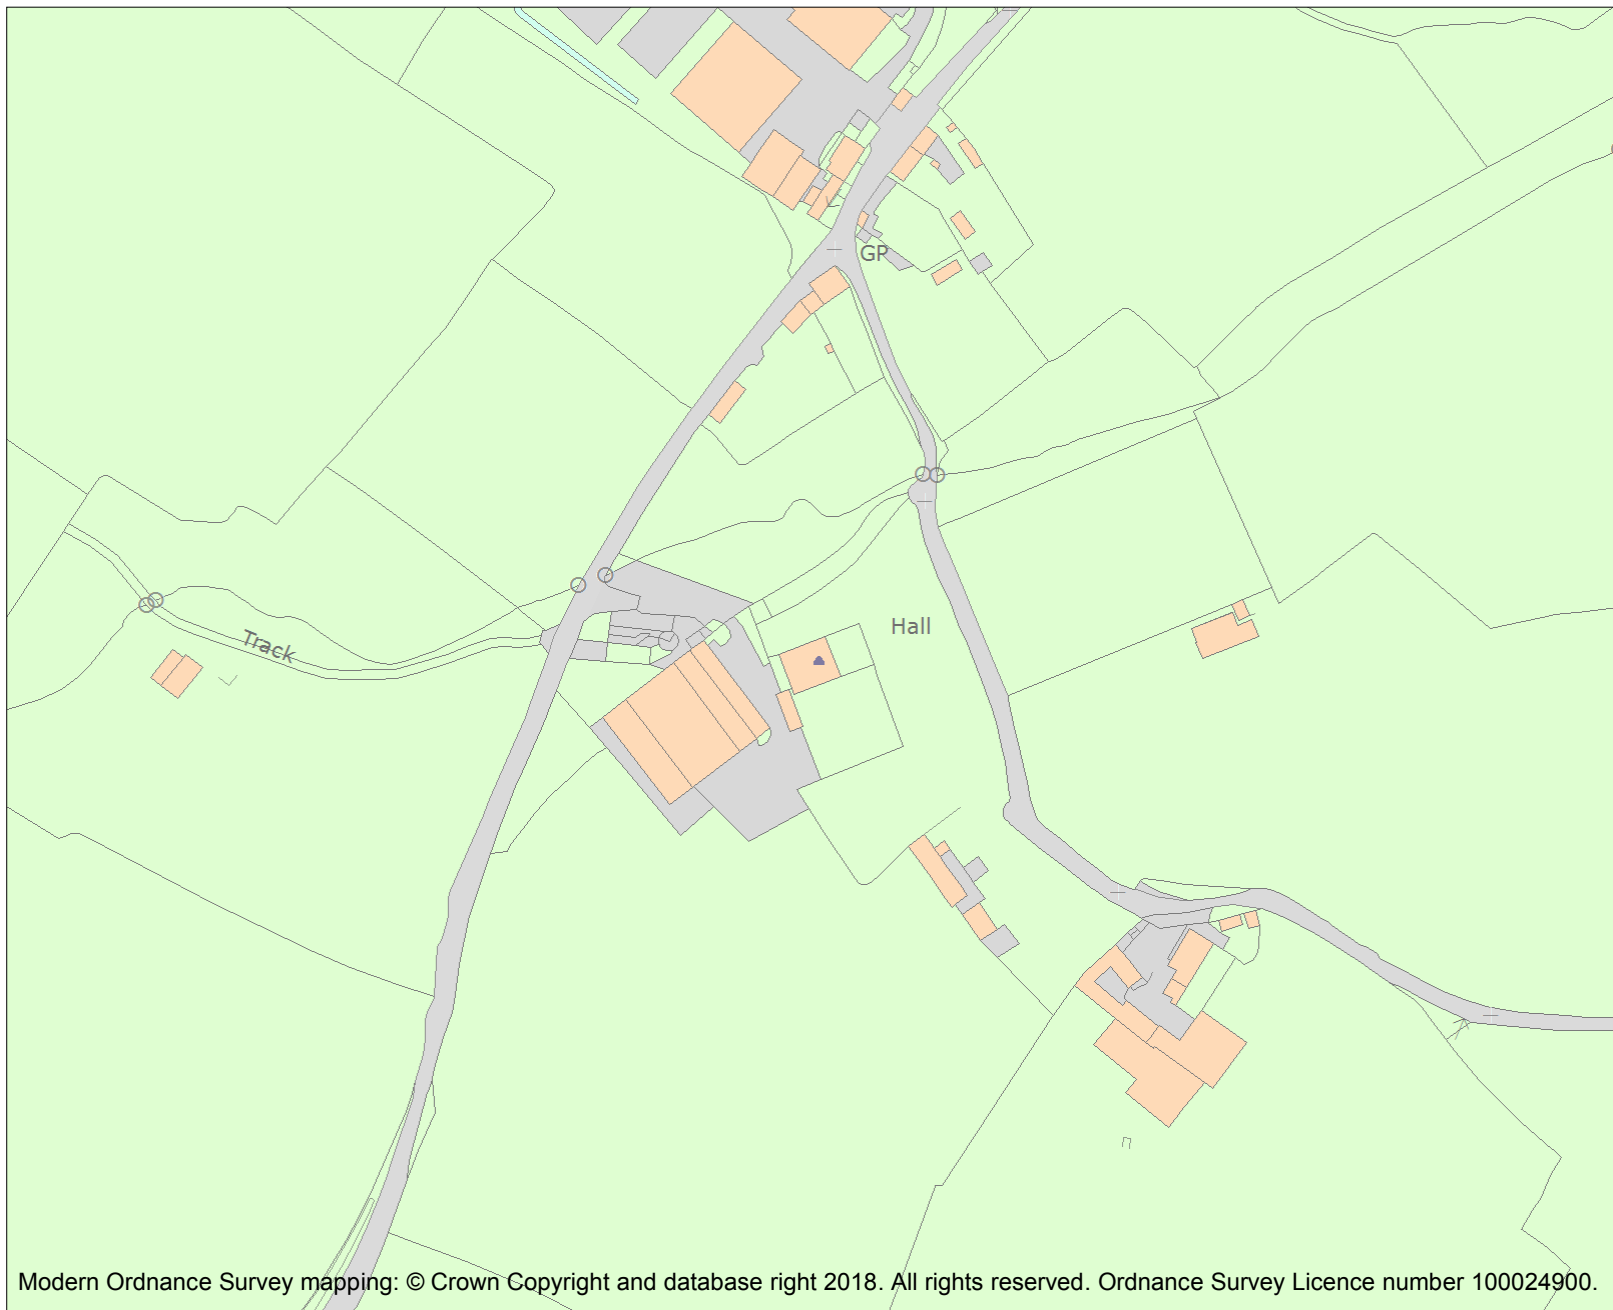 GP
Hall
Track
Modern Ordnance Survey mapping: © Crown Copyright and database right 2018. All rights reserved. Ordnance Survey Licence number 100024900.